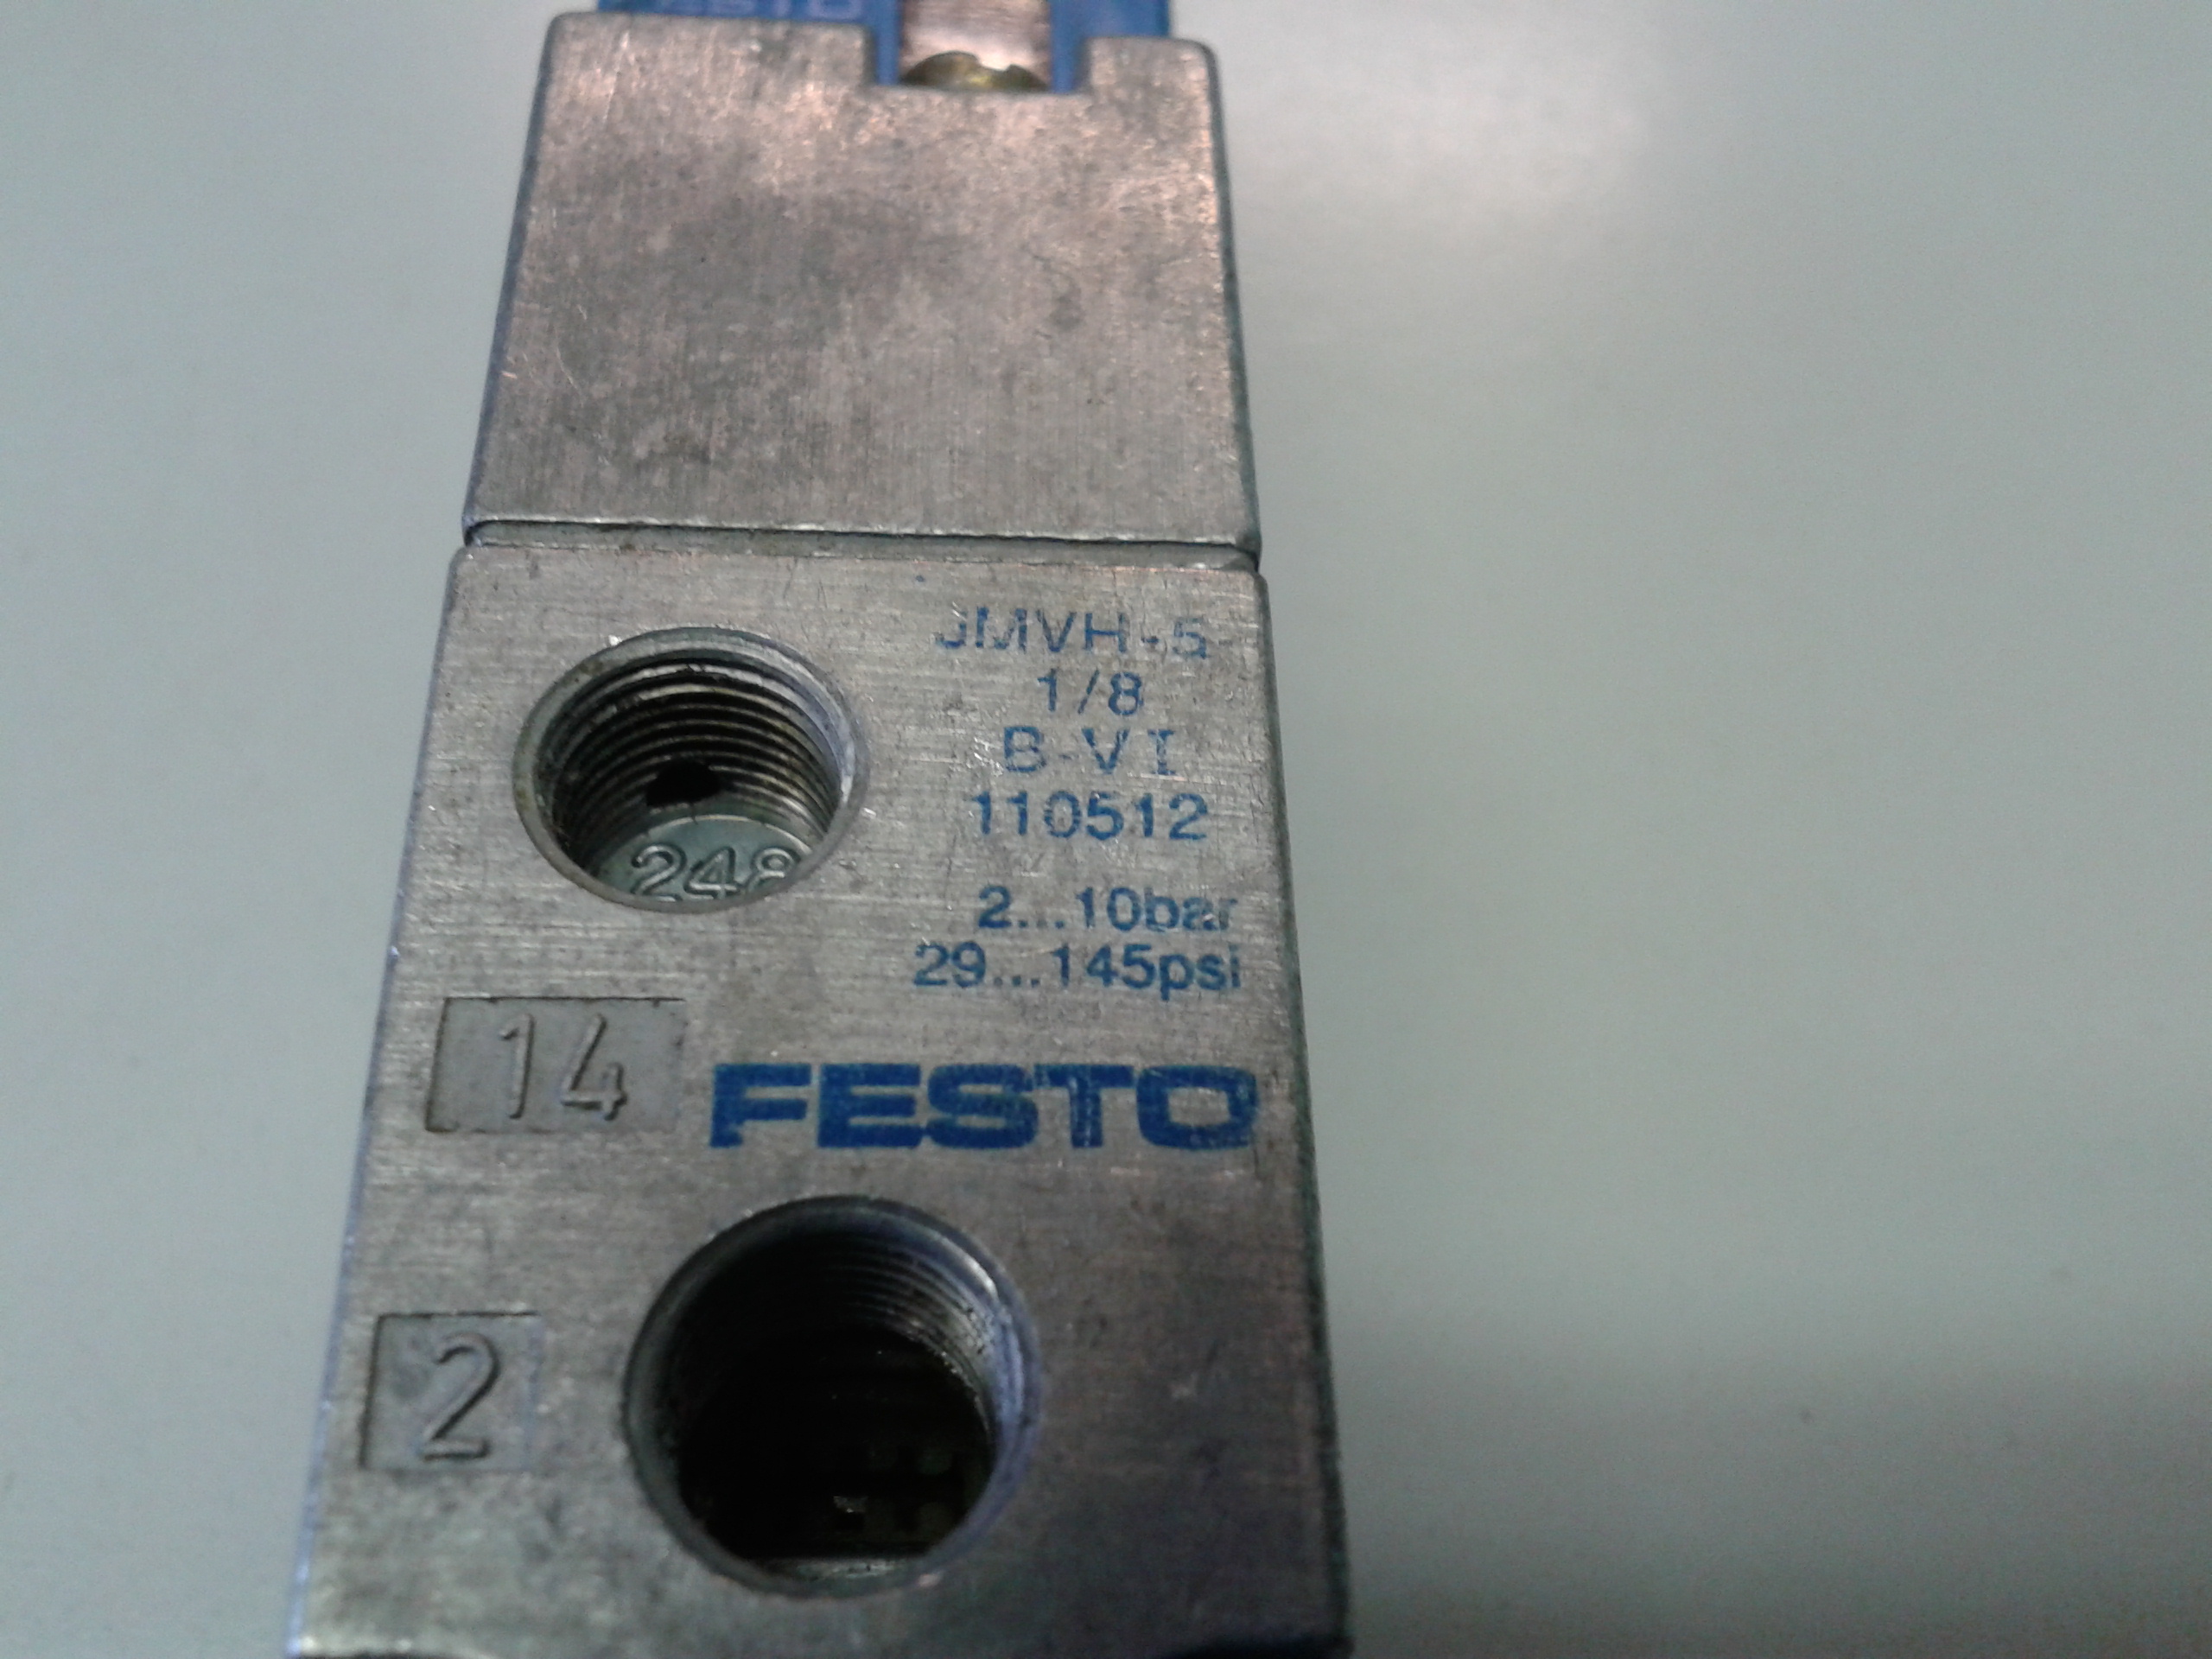 JMVH-5-
1/8
B-VI
110512
248
2...10bar
29...145psi
14
FESTO
2